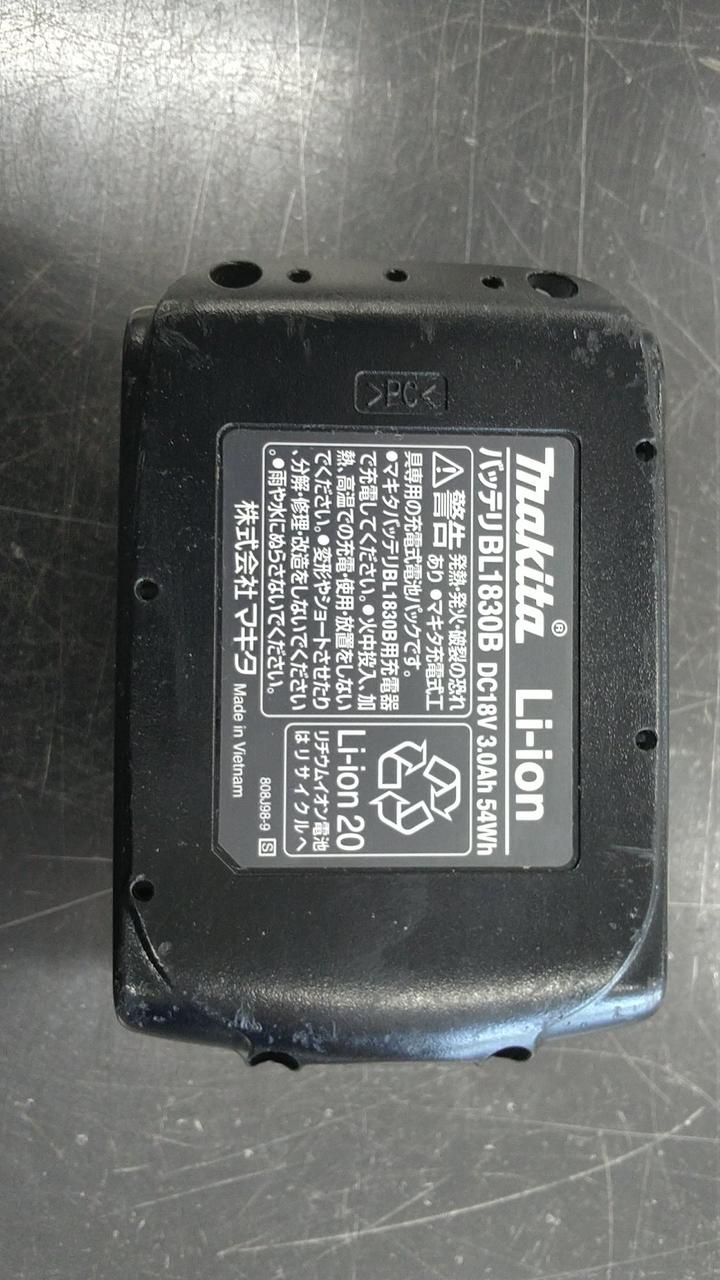 >PC<
Makita® Li-ion
バッテリ BL1830B DC18V 3.0Ah 54Wh
警告 発熱・発火・破裂の恐れ
あり ●マキタ充電式工
具専用の充電式電池パックです。
●マキタバッテリBL1830B用充電器
で充電してください。●火中投入、加
熱、高温での充電・使用・放置をしない
でください。●変形やショートさせたり
、分解・修理・改造をしないでください
。●雨や水にぬらさないでください。
Li-ion 20
リチウムイオン電池
はリサイクルへ
株式会社 マキタ Made in Vietnam
808J98-9 S